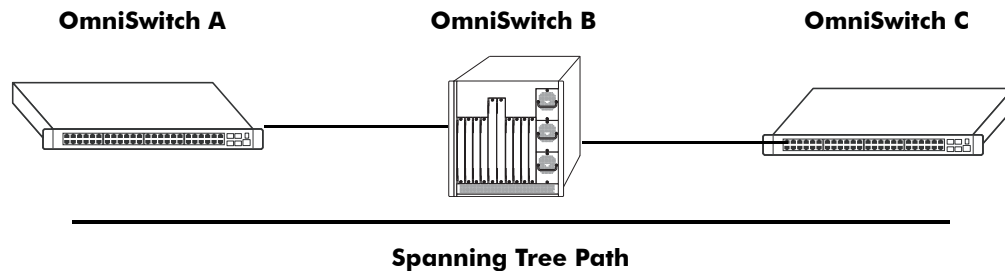 OmniSwitch A
OmniSwitch B
OmniSwitch C
Spanning Tree Path